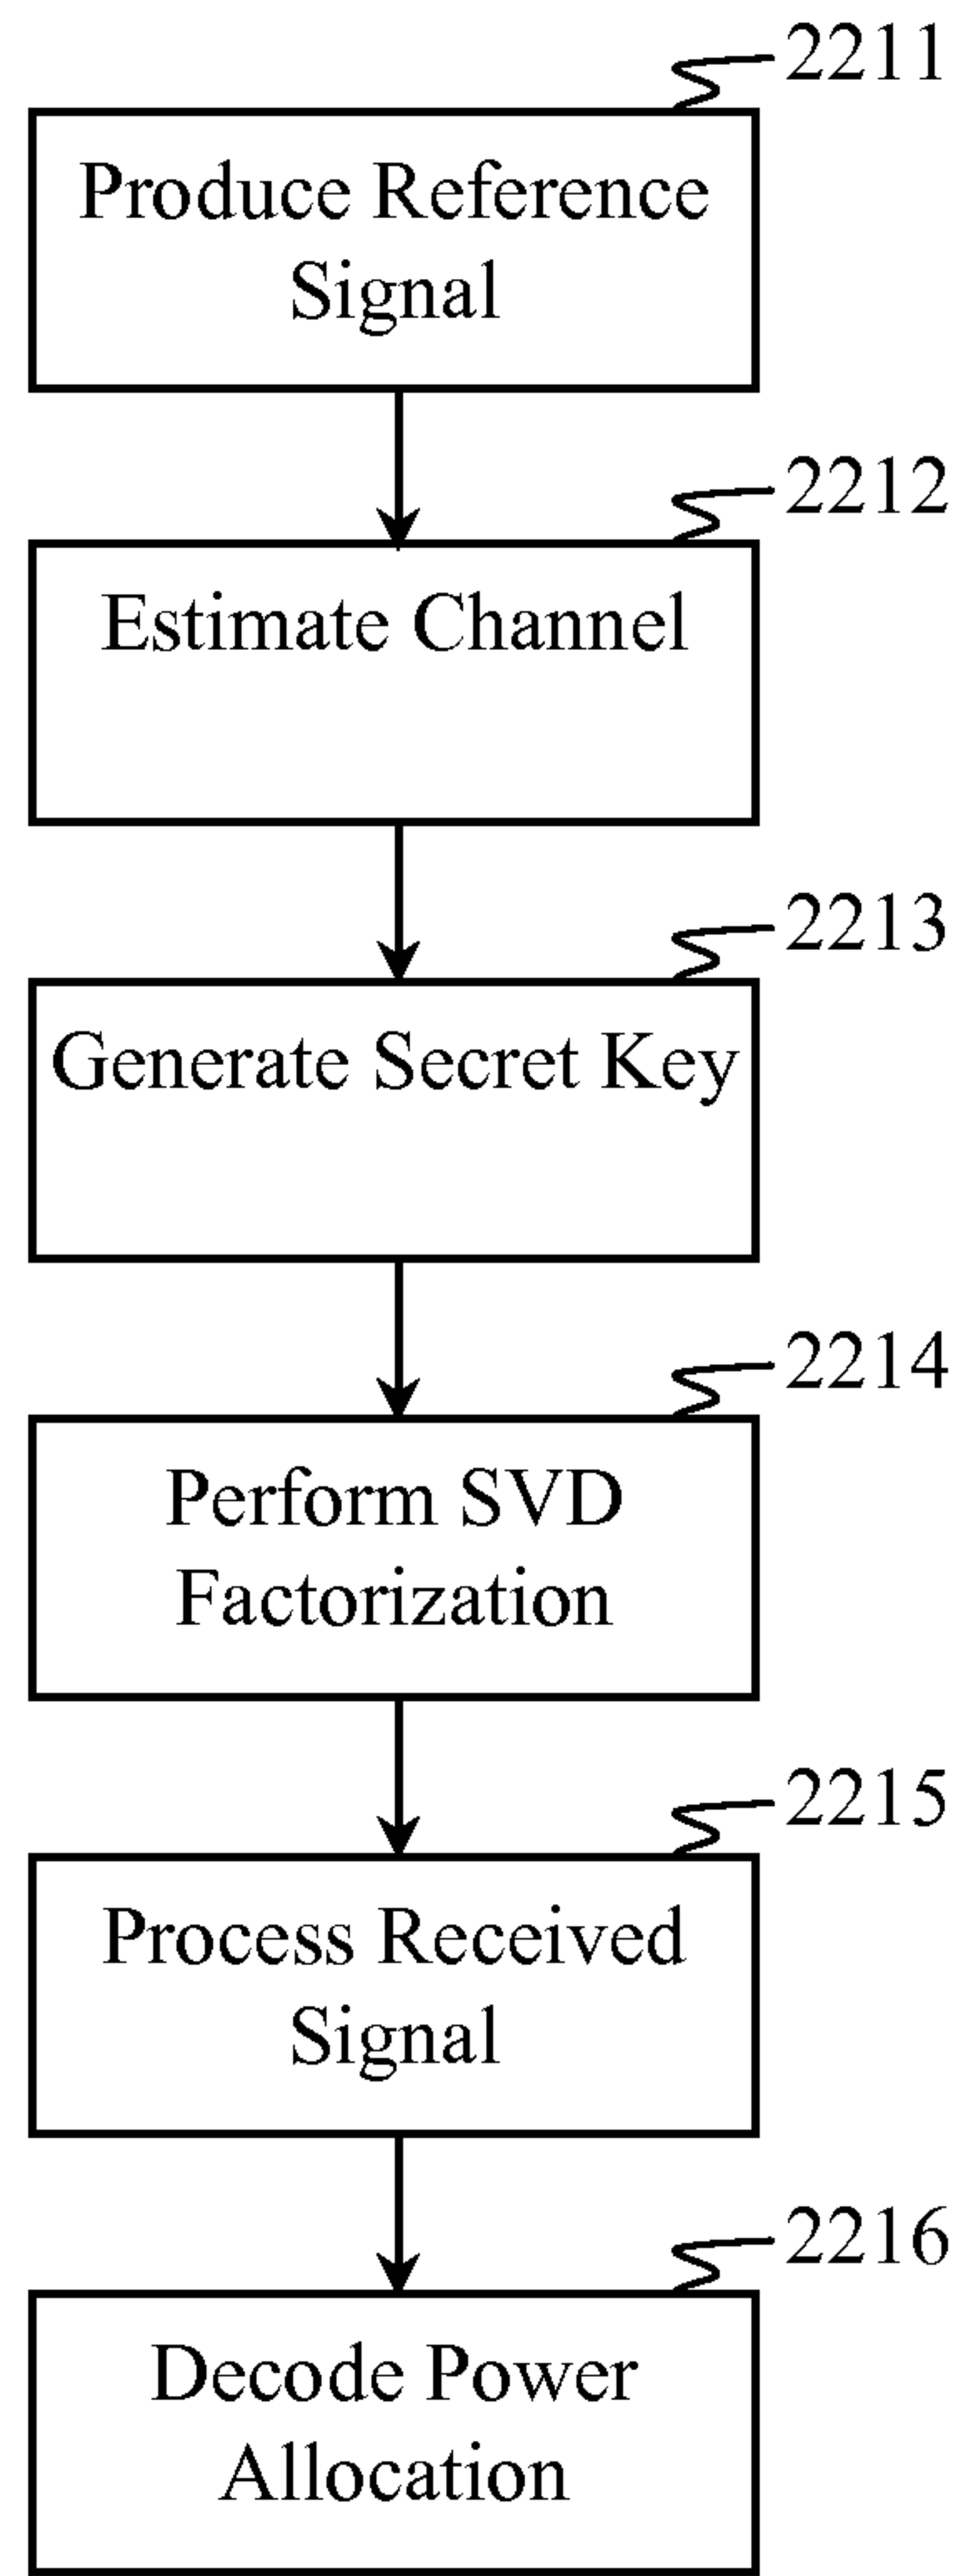 2211
Produce Reference
Signal
2212
Estimate Channel
2213
Generate Secret Key
2214
Perform SVD
Factorization
2215
Process Received
Signal
2216
Decode Power
Allocation